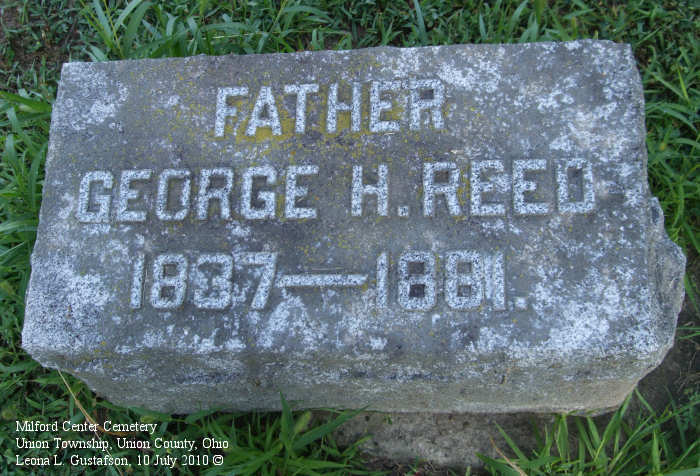 FATHER
GEORGE H. REED
1837—1881.
Milford Center Cemetery
Union Township, Union County, Ohio
Leona L. Gustafson, 10 July 2010 ©